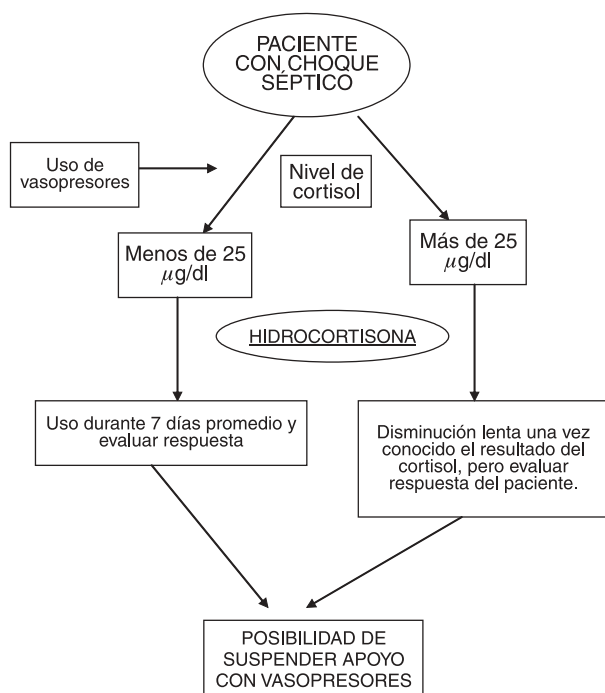 PACIENTE
CON CHOQUE
SÉPTICO
Uso de
vasopresores
Nivel de
cortisol
Menos de 25
µg/dl
Más de 25
µg/dl
HIDROCORTISONA
Uso durante 7 días promedio y
evaluar respuesta
Disminución lenta una vez
conocido el resultado del
cortisol, pero evaluar
respuesta del paciente.
POSIBILIDAD DE
SUSPENDER APOYO
CON VASOPRESORES